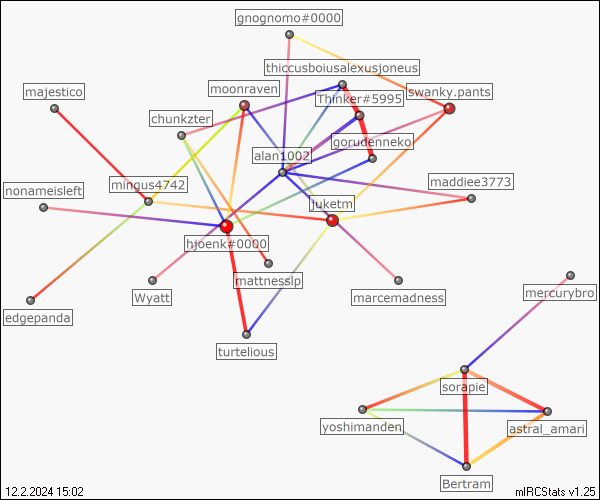 gnognomo#0000
thiccusboiusalexusjoneus
moonraven
swanky.pants
majestico
Thinker#5995
chunkzter
gorudenneko
alan1002
mingus4742
maddiee3773
nonameisleft
juketm
hjoenk#0000
mattnesslp
Wyatt
marcemadness
mercurybro
edgepanda
turtelious
sorapie
yoshimanden
astral_amari
Bertram
12.2.2024 15:02
mIRCStats v1.25